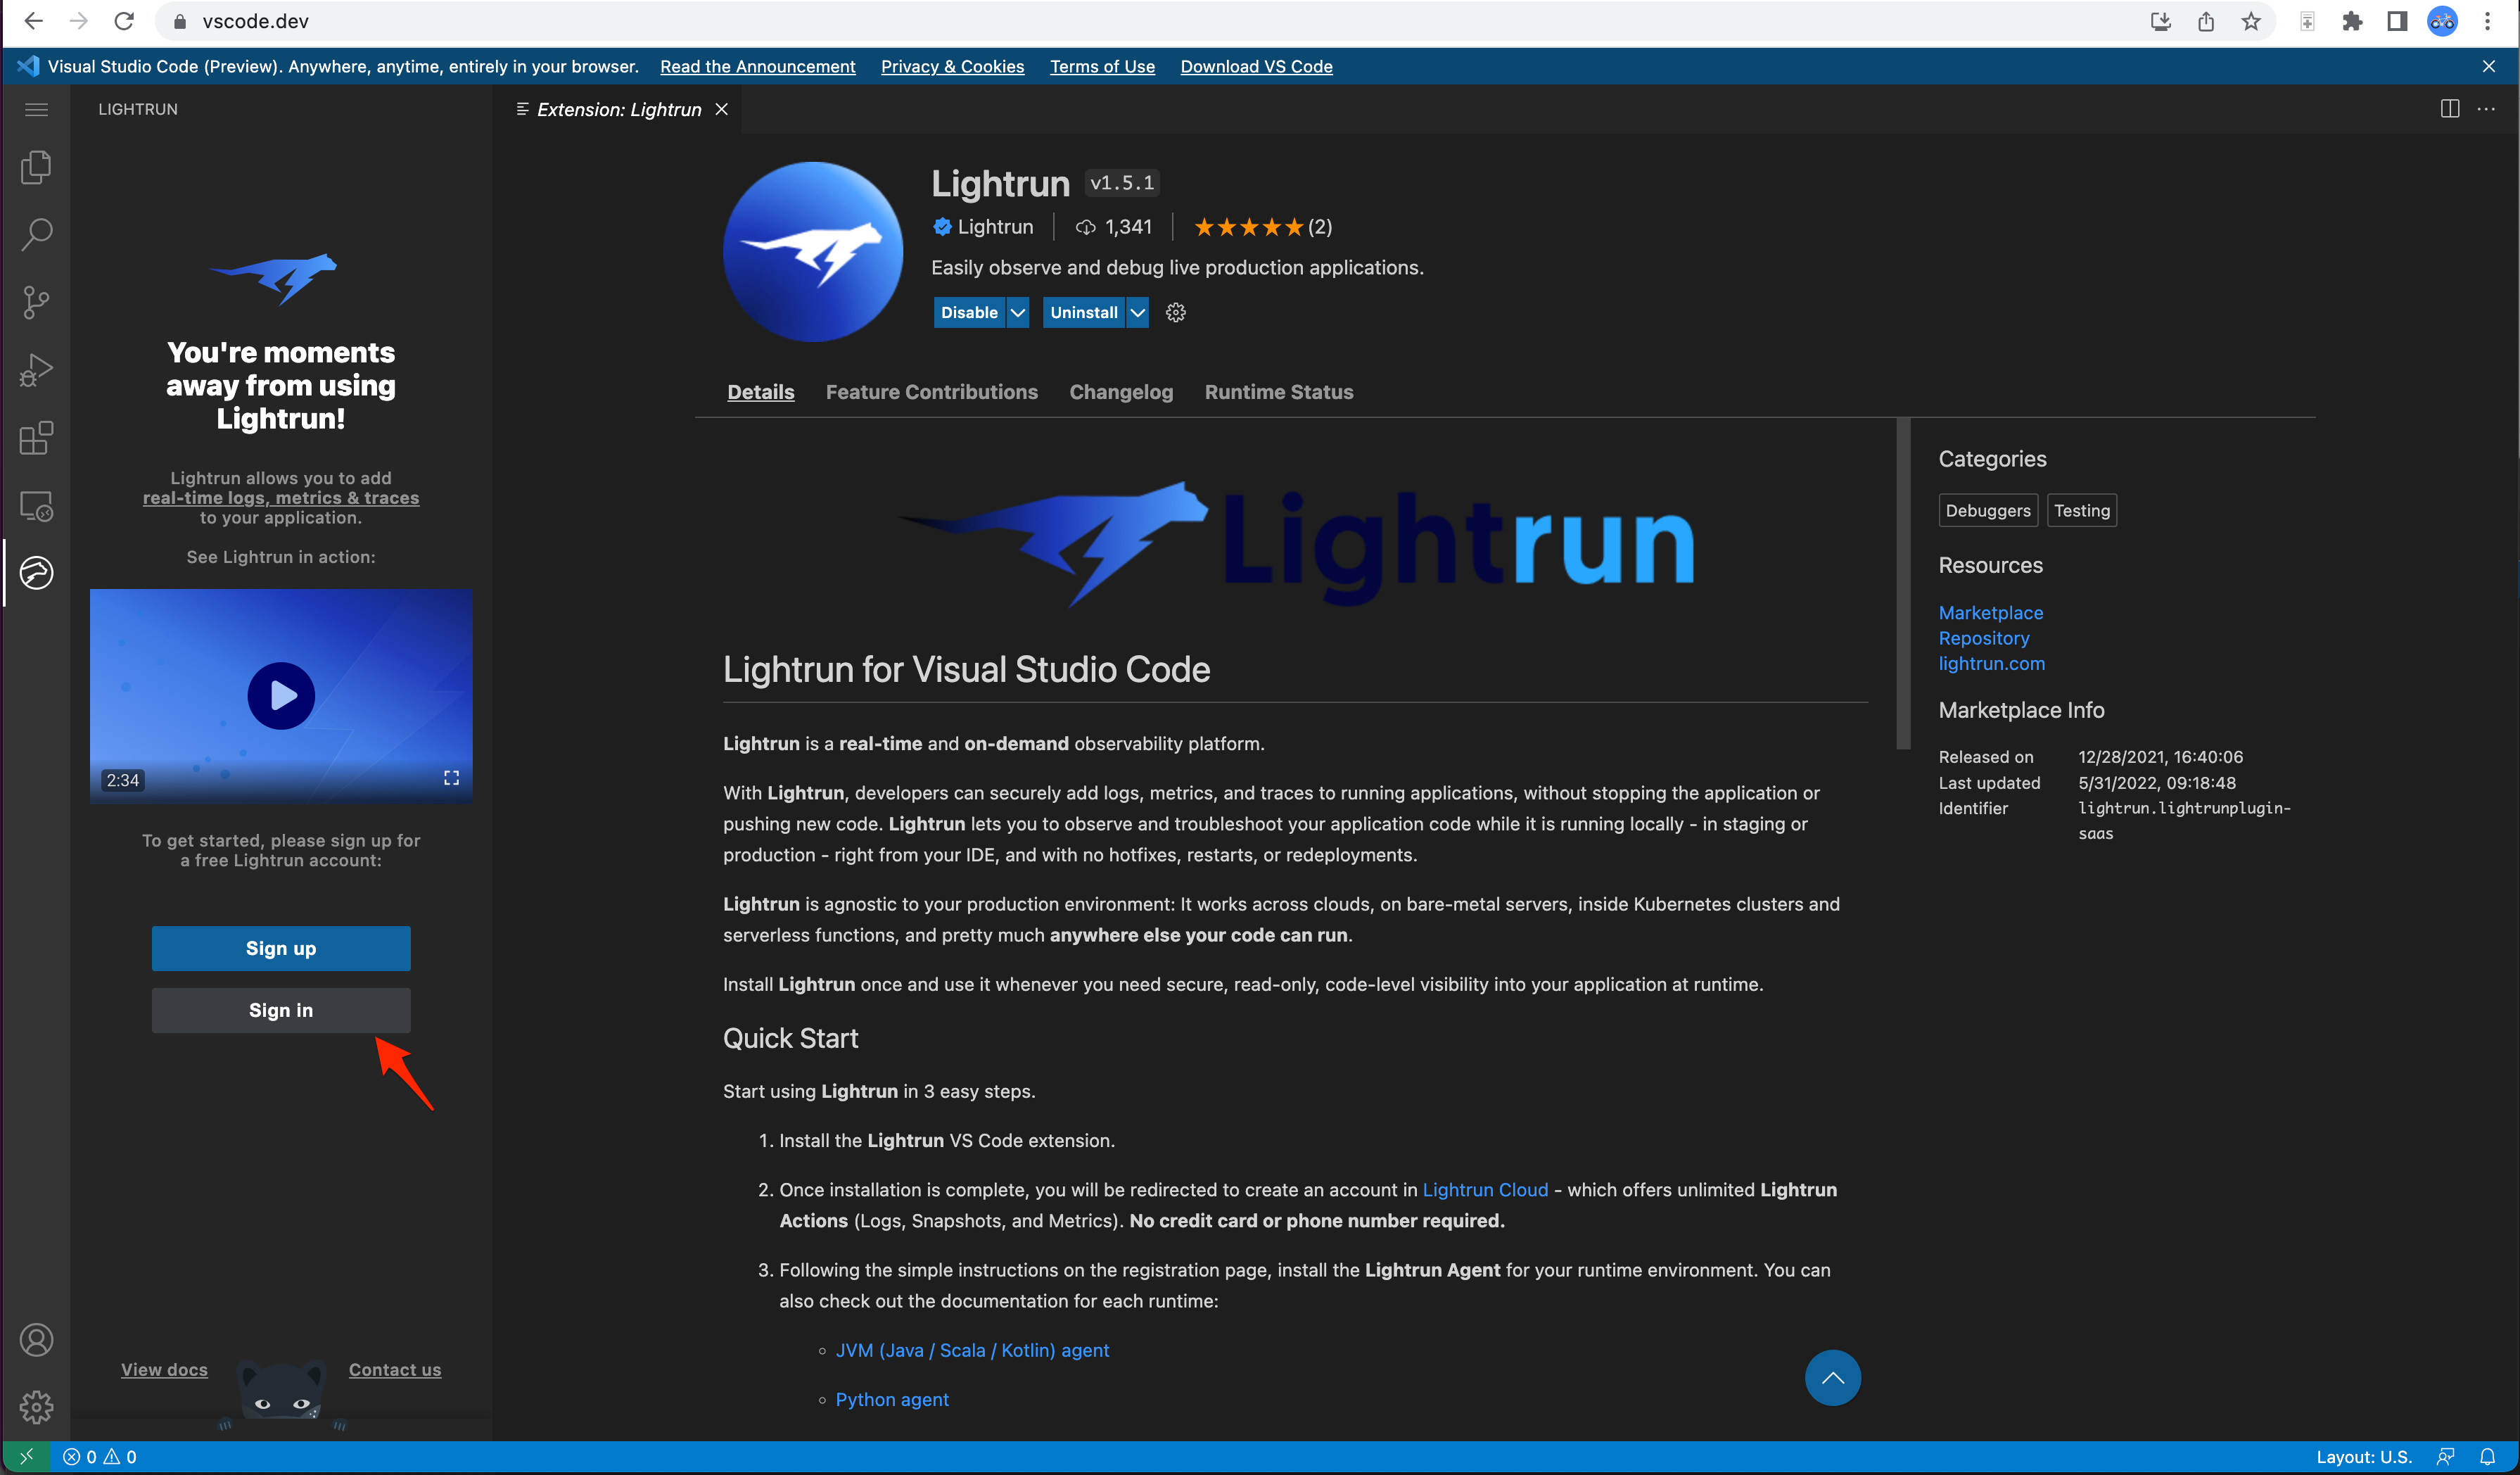 vscode.dev
Visual Studio Code (Preview). Anywhere, anytime, entirely in your browser. Read the Announcement Privacy & Cookies Terms of Use Download VS Code
LIGHTRUN
Extension: Lightrun
You're moments
away from using
Lightrun!
Lightrun allows you to add
real-time logs, metrics & traces
to your application.
See Lightrun in action:
2:34
To get started, please sign up for
a free Lightrun account:
Sign up
Sign in
View docs
Contact us
Lightrun v1.5.1
Lightrun 1,341 (2)
Easily observe and debug live production applications.
Disable Uninstall
Details Feature Contributions Changelog Runtime Status
Lightrun
Lightrun for Visual Studio Code
Lightrun is a real-time and on-demand observability platform.
With Lightrun, developers can securely add logs, metrics, and traces to running applications, without stopping the application or
pushing new code. Lightrun lets you to observe and troubleshoot your application code while it is running locally - in staging or
production - right from your IDE, and with no hotfixes, restarts, or redeployments.
Lightrun is agnostic to your production environment: It works across clouds, on bare-metal servers, inside Kubernetes clusters and
serverless functions, and pretty much anywhere else your code can run.
Install Lightrun once and use it whenever you need secure, read-only, code-level visibility into your application at runtime.
Quick Start
Start using Lightrun in 3 easy steps.
1. Install the Lightrun VS Code extension.
2. Once installation is complete, you will be redirected to create an account in Lightrun Cloud - which offers unlimited Lightrun
Actions (Logs, Snapshots, and Metrics). No credit card or phone number required.
3. Following the simple instructions on the registration page, install the Lightrun Agent for your runtime environment. You can
also check out the documentation for each runtime:
JVM (Java / Scala / Kotlin) agent
Python agent
Categories
Debuggers Testing
Resources
Marketplace
Repository
lightrun.com
Marketplace Info
Released on 12/28/2021, 16:40:06
Last updated 5/31/2022, 09:18:48
Identifier lightrun.lightrunplugin-
saas
0 0
Layout: U.S.